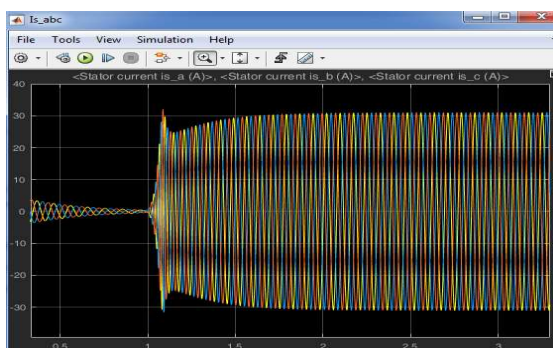 Is_abc
File Tools View Simulation Help
<Stator current is_a (A)>, <Stator current is_b (A)>, <Stator current is_c (A)>
40
30
20
10
0
-10
-20
-30
0.5 1 1.5 2 2.5 3